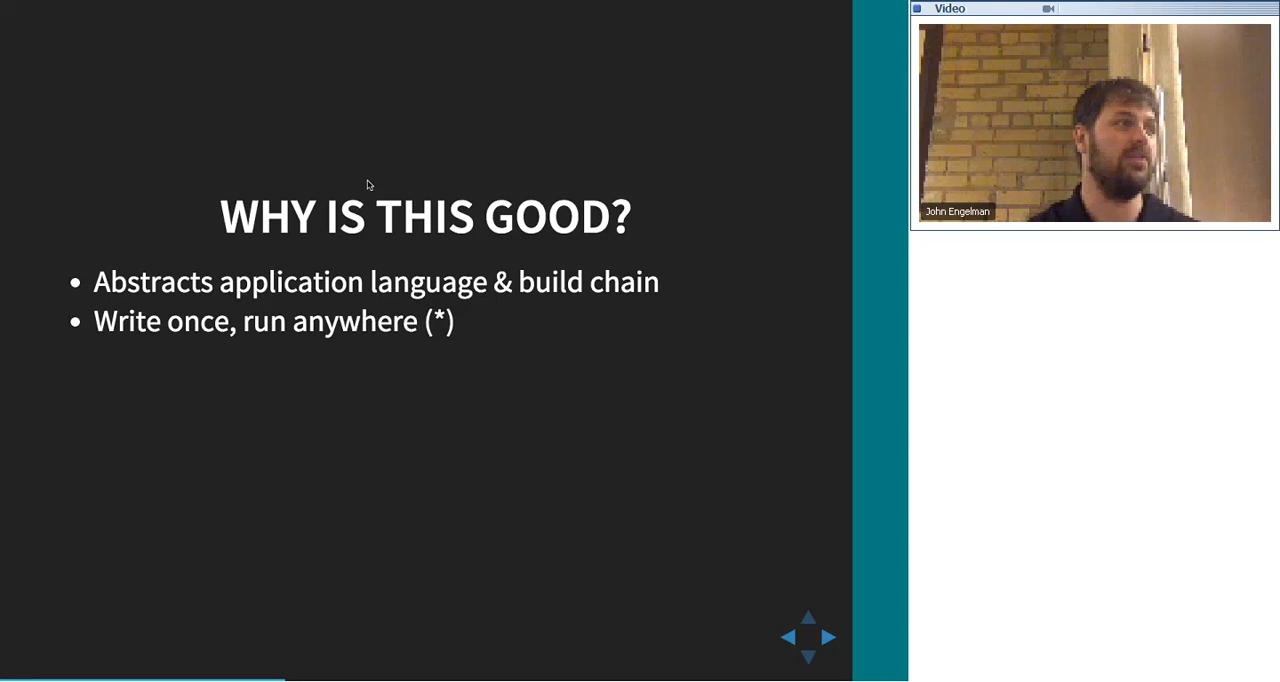 WHY IS THIS GOOD?
Abstracts application language & build chain
Write once, run anywhere (*)
Video
John Engelman